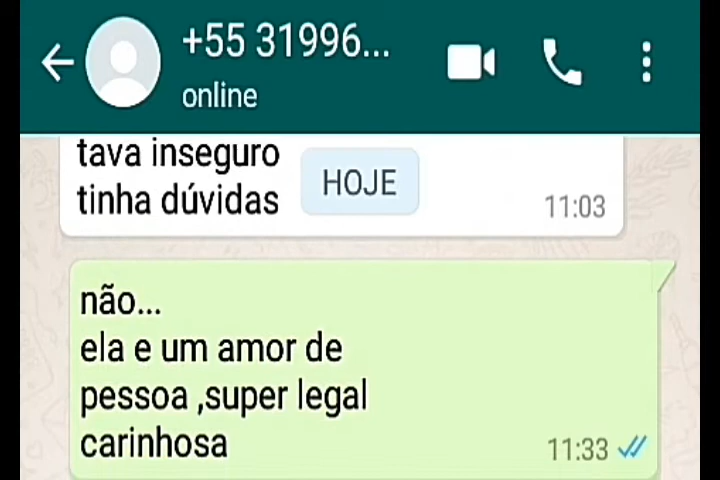 +55 31996...
online
tava inseguro
tinha dúvidas
HOJE
11:03
não...
ela e um amor de
pessoa ,super legal
carinhosa
11:33